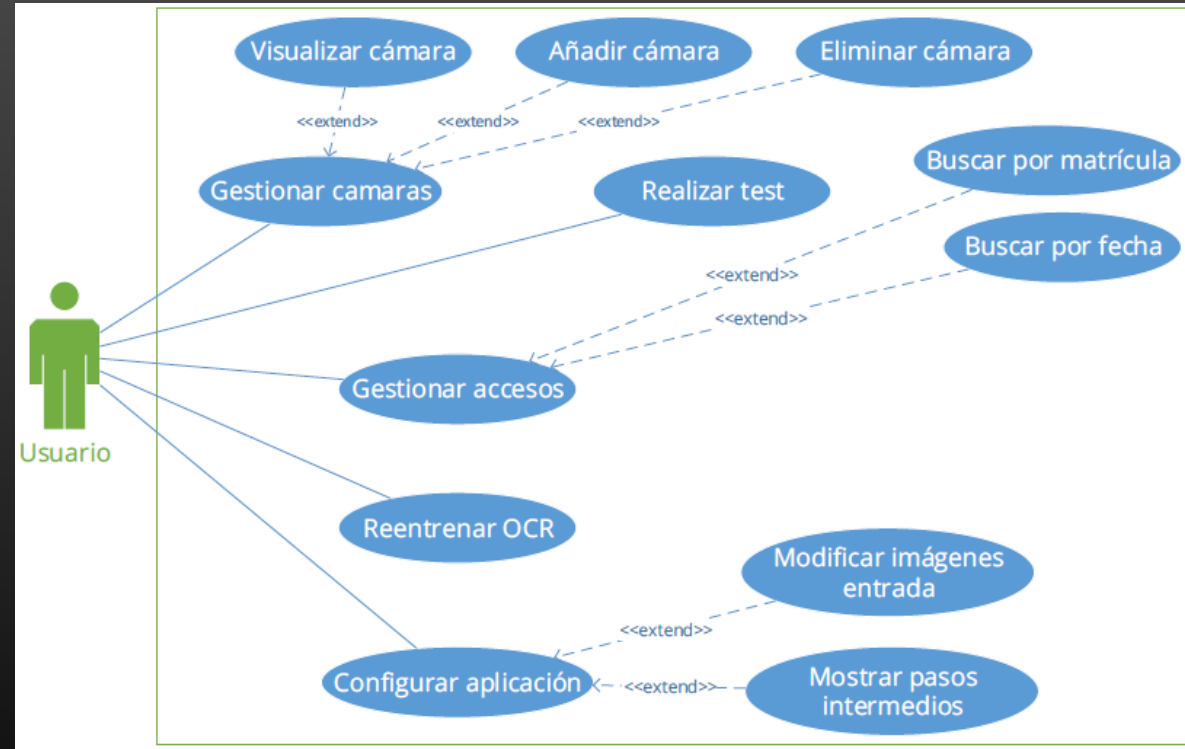 Visualizar cámara
Añadir cámara
Eliminar cámara
<<extend>>
<<extend>>
<<extend>>
Gestionar camaras
Realizar test
Buscar por matrícula
Buscar por fecha
<<extend>>
<<extend>>
Gestionar accesos
Usuario
Reentrenar OCR
Modificar imágenes
entrada
<<extend>>
Configurar aplicación
<<extend>>
Mostrar pasos
intermedios